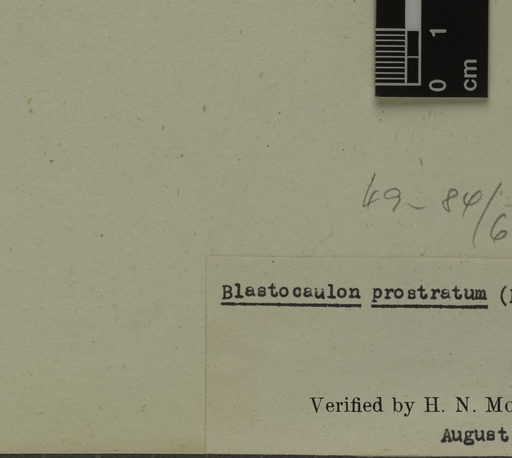 0 1
cm
49-84/
6
Blastocaulon prostratum (
Verified by H. N. Mo
August